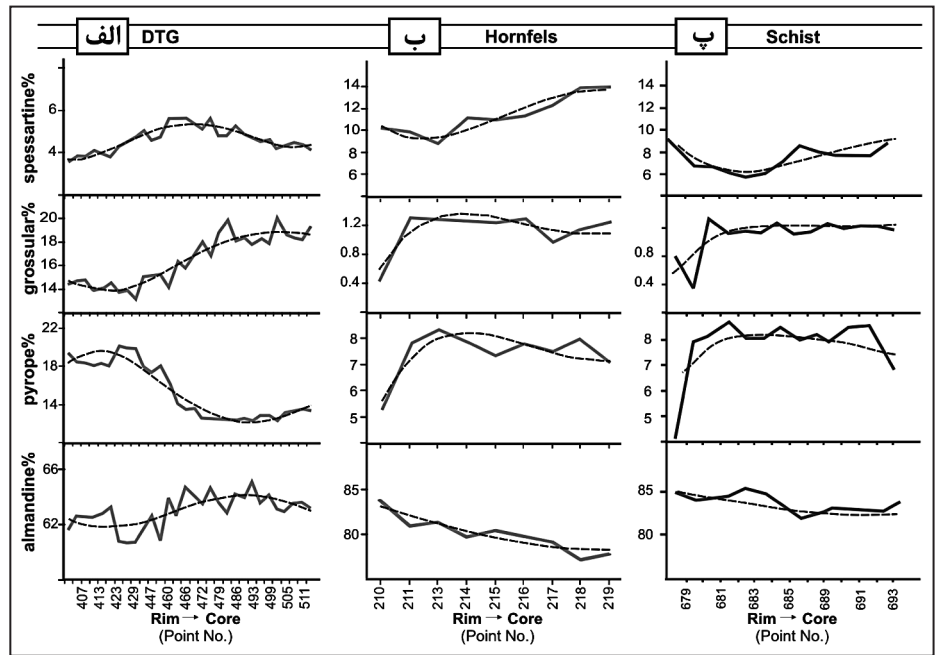 الف DTG
ب Hornfels
پ Schist
spessartine%
6
4
14
12
10
8
6
14
12
10
8
6
grossular%
20
18
16
14
1.2
0.8
0.4
0.8
0.4
pyrope%
22
18
14
8
7
6
5
8
7
6
5
almandine%
66
62
85
80
85
80
407 413 423 429 447 460 466 472 479 486 493 499 505 511
210 211 213 214 215 216 217 218 219
679 681 683 685 689 691 693
Rim → Core
(Point No.)
Rim → Core
(Point No.)
Rim → Core
(Point No.)